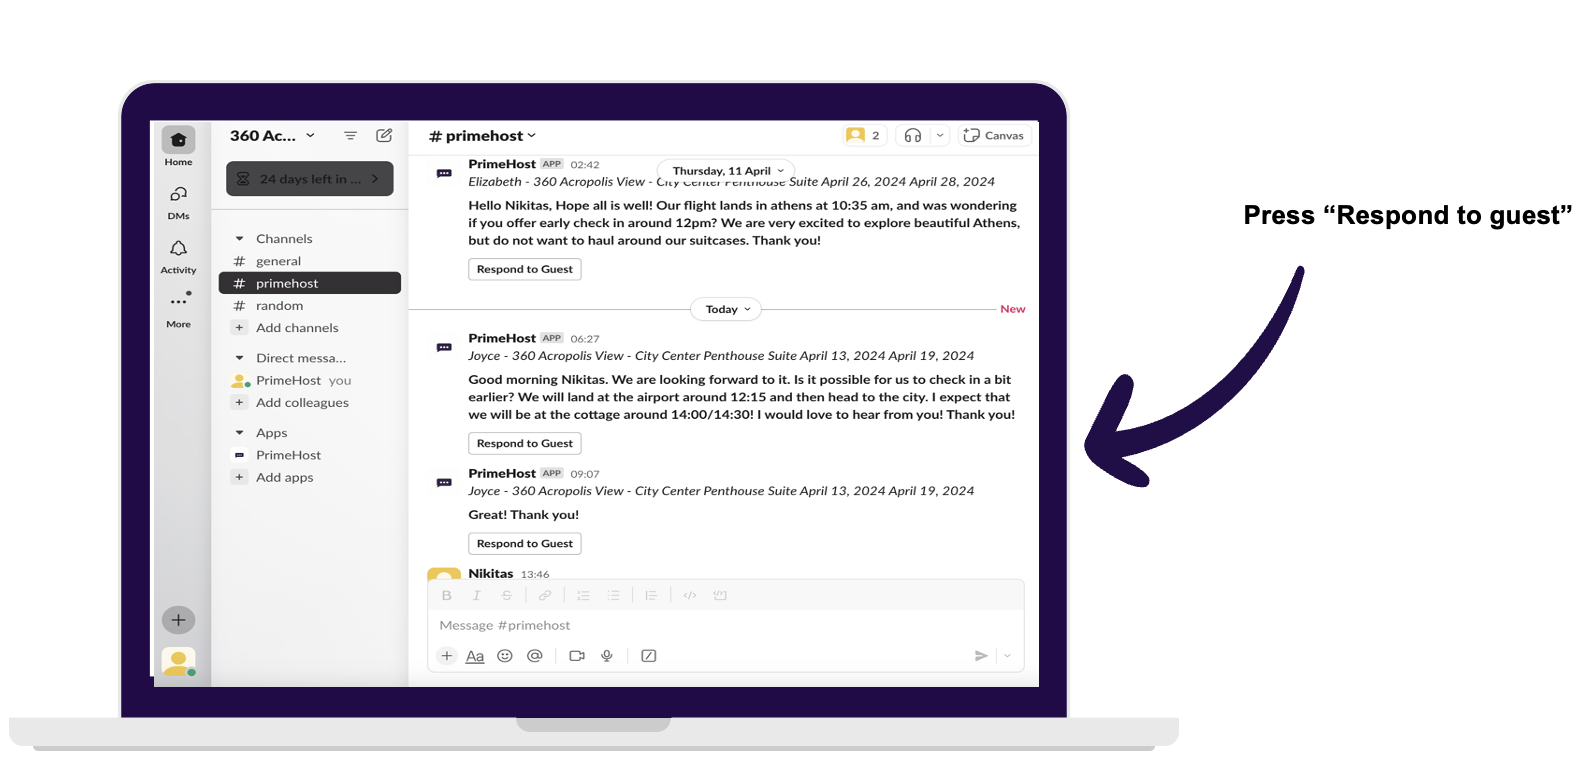 360 Ac...
# primehost
2
Canvas
Home
24 days left in ...
DMs
Activity
More
Channels
# general
# primehost
# random
+ Add channels
Direct messa...
PrimeHost you
+ Add colleagues
Apps
PrimeHost
+ Add apps
PrimeHost APP 02:42
Thursday, 11 April
Elizabeth - 360 Acropolis View - City Center Penthouse Suite April 26, 2024 April 28, 2024
Hello Nikitas, Hope all is well! Our flight lands in athens at 10:35 am, and was wondering
if you offer early check in around 12pm? We are very excited to explore beautiful Athens,
but do not want to haul around our suitcases. Thank you!
Respond to Guest
Today
New
PrimeHost APP 06:27
Joyce - 360 Acropolis View - City Center Penthouse Suite April 13, 2024 April 19, 2024
Good morning Nikitas. We are looking forward to it. Is it possible for us to check in a bit
earlier? We will land at the airport around 12:15 and then head to the city. I expect that
we will be at the cottage around 14:00/14:30! I would love to hear from you! Thank you!
Respond to Guest
PrimeHost APP 09:07
Joyce - 360 Acropolis View - City Center Penthouse Suite April 13, 2024 April 19, 2024
Great! Thank you!
Respond to Guest
Nikitas 13:46
B I S
Message #primehost
+ Aa @
Press “Respond to guest”